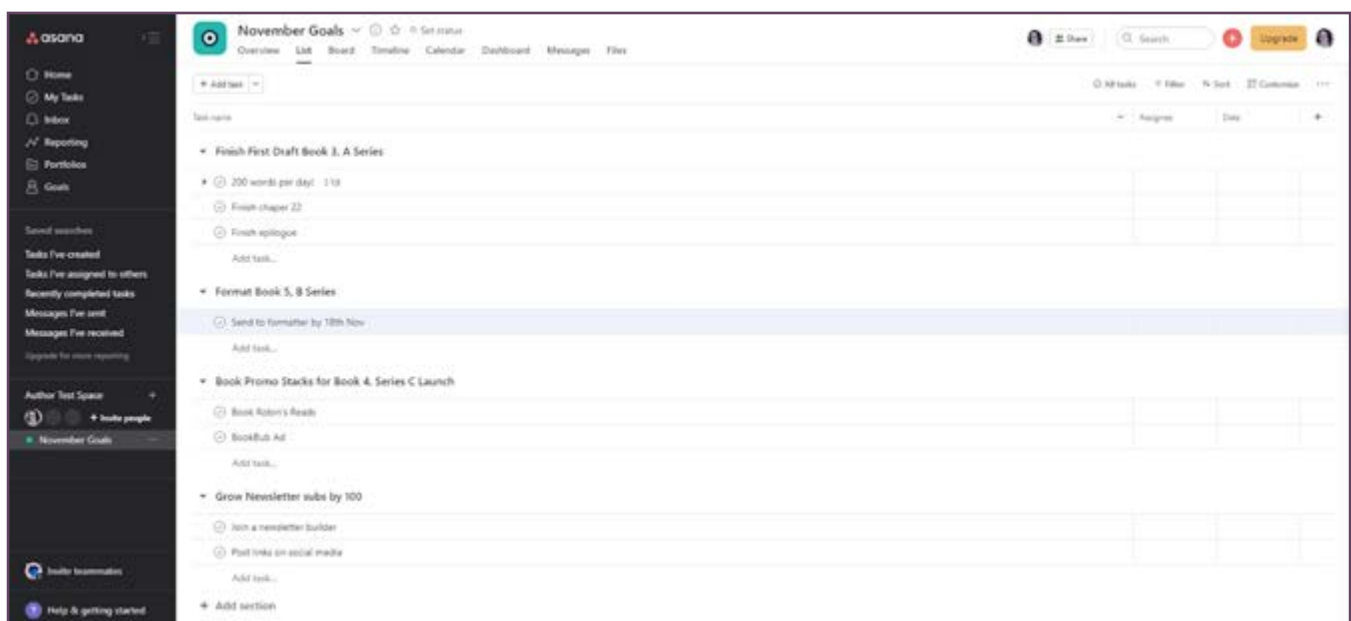 asana
Home
My Tasks
Inbox
Reporting
Portfolios
Goals
Saved searches
Tasks I've created
Tasks I've assigned to others
Recently completed tasks
Messages I've sent
Messages I've received
Upgrade for more reporting
Author Test Space +
+ Invite people
November Goals ...
Invite teammates
? Help & getting started
November Goals Set status
Overview List Board Timeline Calendar Dashboard Messages Files
Share Search + Upgrade
+ Add task
All tasks Filter Sort Customise ...
Task name Assignee Date +
Finish First Draft Book 3, A Series
200 words per day!
Finish chaper 22
Finish epilogue
Add task...
Format Book 5, B Series
Send to formatter by 18th Nov
Add task...
Book Promo Stacks for Book 4, Series C Launch
Book Robin's Reads
BookBub Ad
Add task...
Grow Newsletter subs by 100
Join a newsletter builder
Post links on social media
Add task...
+ Add section